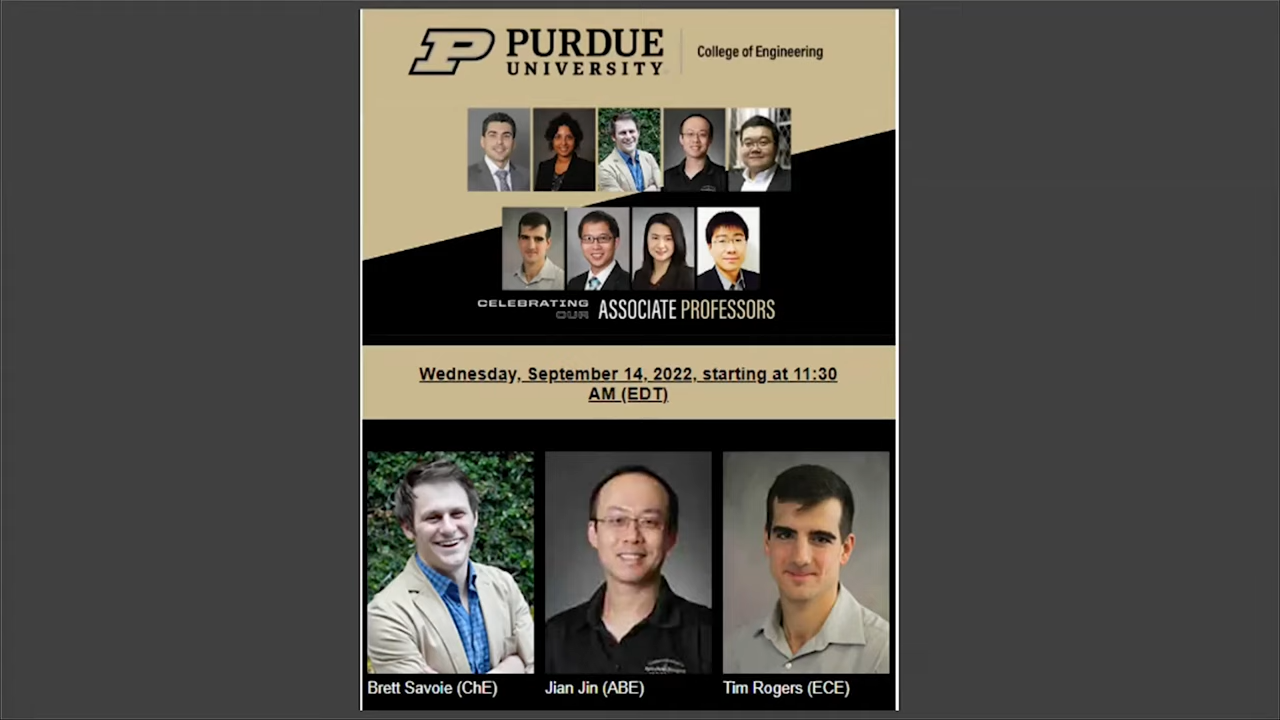 PURDUE
UNIVERSITY
College of Engineering
CELEBRATING
OUR
ASSOCIATE PROFESSORS
Wednesday, September 14, 2022, starting at 11:30
AM (EDT)
Brett Savoie (ChE)
Jian Jin (ABE)
Tim Rogers (ECE)